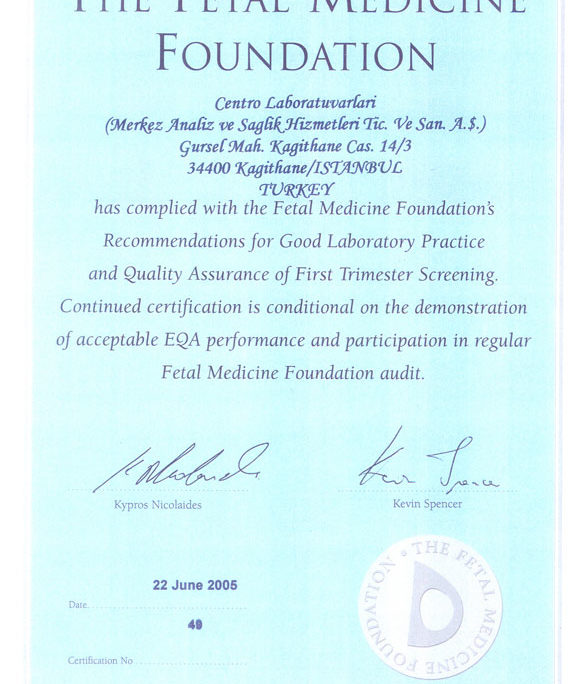 THE FETAL MEDICINE
FOUNDATION
Centro Laboratuvarlari
(Merkez Analiz ve Saglik Hizmetleri Tic. Ve San. A.$.)
Gursel Mah. Kagithane Cas. 14/3
34400 Kagithane/ISTANBUL
TURKEY
has complied with the Fetal Medicine Foundation's
Recommendations for Good Laboratory Practice
and Quality Assurance of First Trimester Screening.
Continued certification is conditional on the demonstration
of acceptable EQA performance and participation in regular
Fetal Medicine Foundation audit.
Kypros Nicolaides
Kevin Spencer
Kevin Spencer
22 June 2005
Date
49
Certification No
THE FETAL MEDICINE FOUNDATION